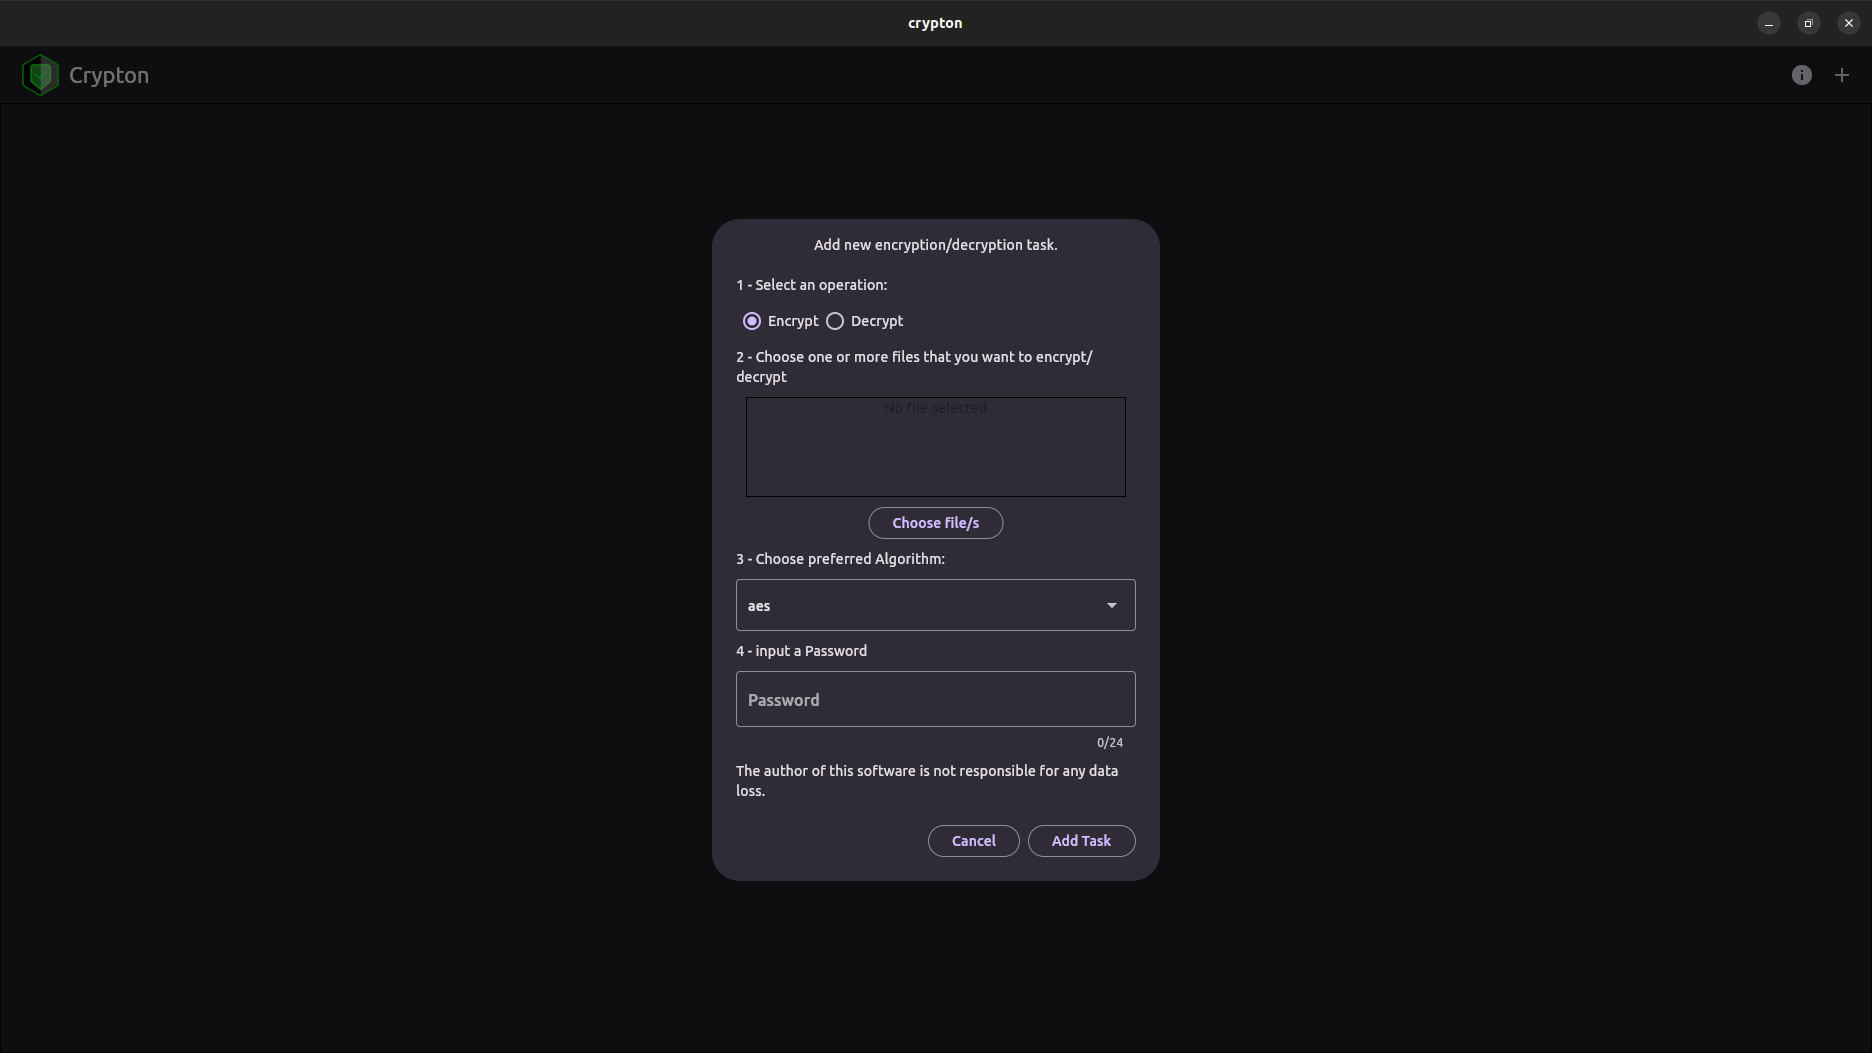 crypton
Crypton
Add new encryption/decryption task.
1 - Select an operation:
Encrypt Decrypt
2 - Choose one or more files that you want to encrypt/
decrypt
No file selected
Choose file/s
3 - Choose preferred Algorithm:
aes
4 - input a Password
Password
0/24
The author of this software is not responsible for any data
loss.
Cancel Add Task